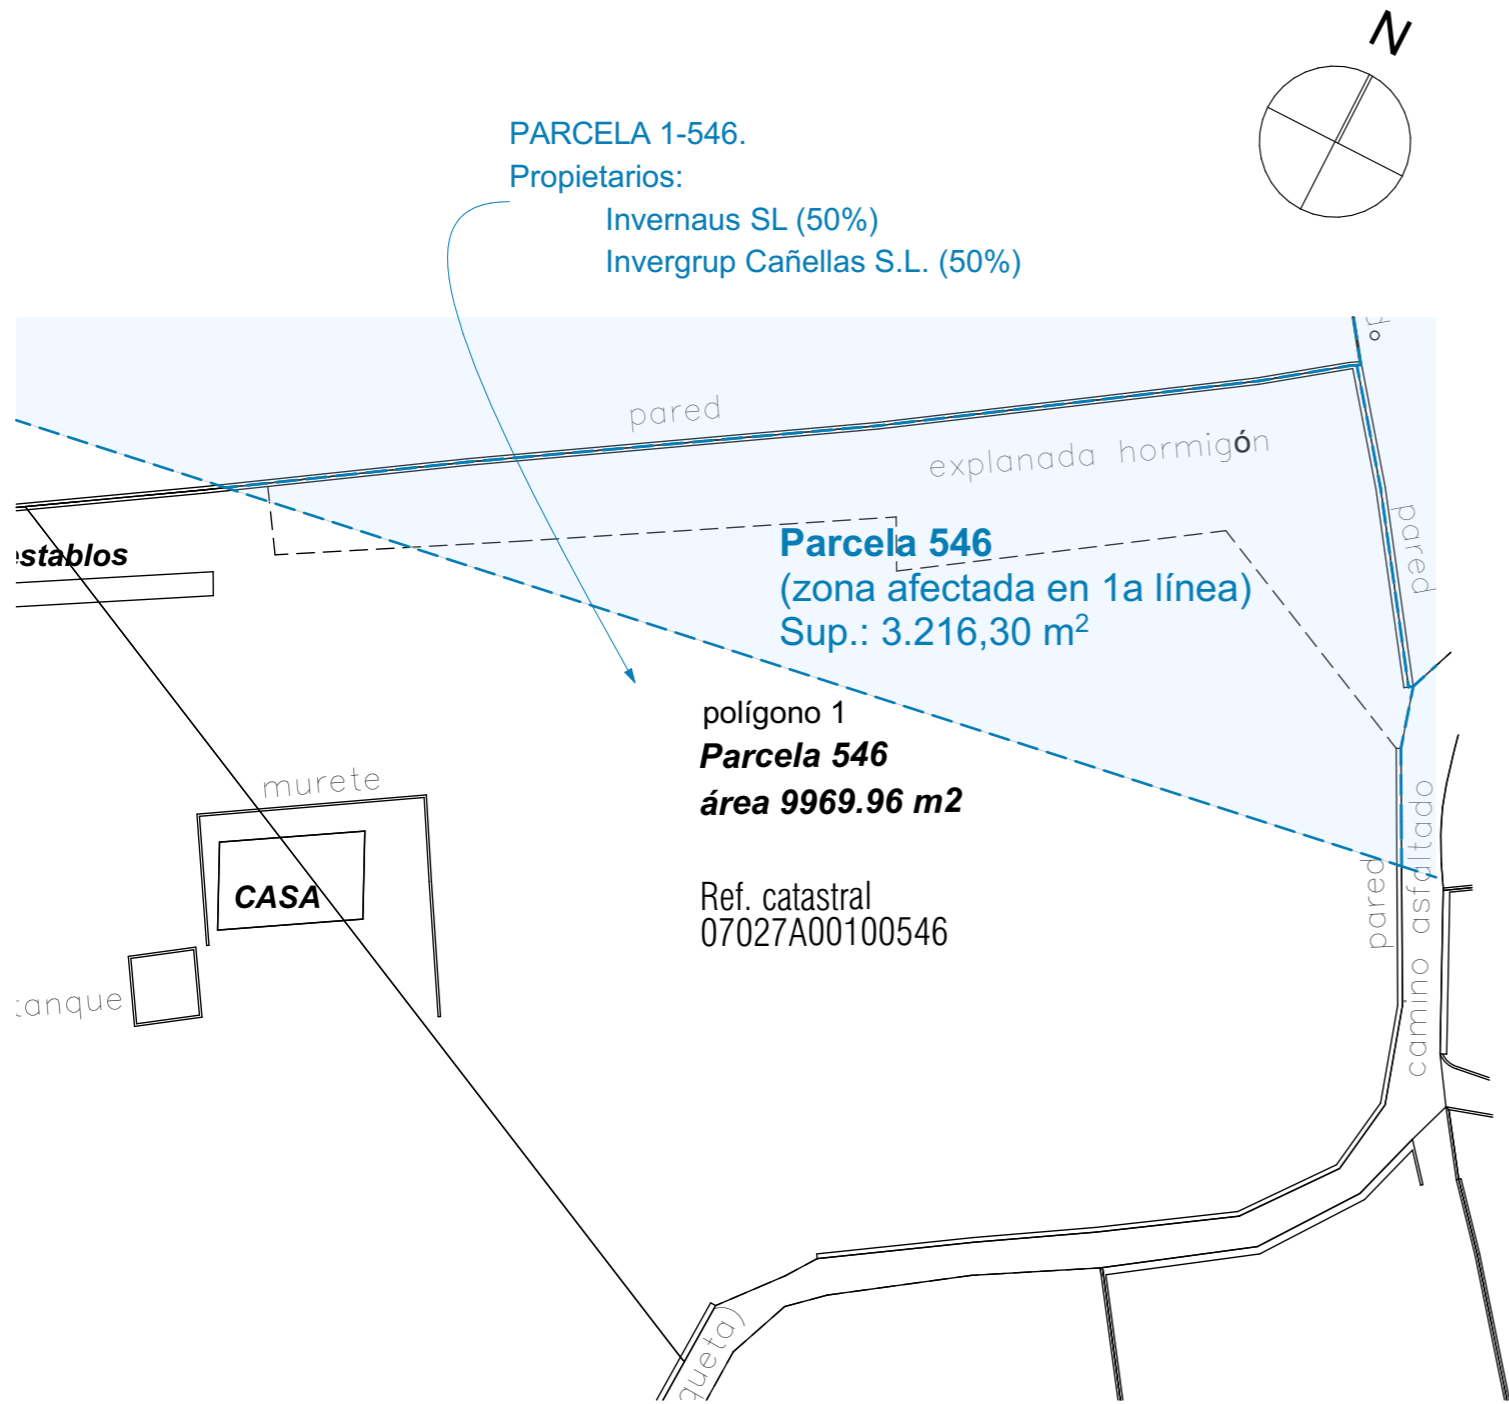 N
PARCELA 1-546.
Propietarios:
Invernaus SL (50%)
Invergrup Cañellas S.L. (50%)
pared
explanada hormigón
pared
establos
Parcela 546
(zona afectada en 1a línea)
Sup.: 3.216,30 m²
polígono 1
Parcela 546
área 9969.96 m2
murete
CASA
Ref. catastral
07027A00100546
pared
camino asfaltado
tanque
queta)